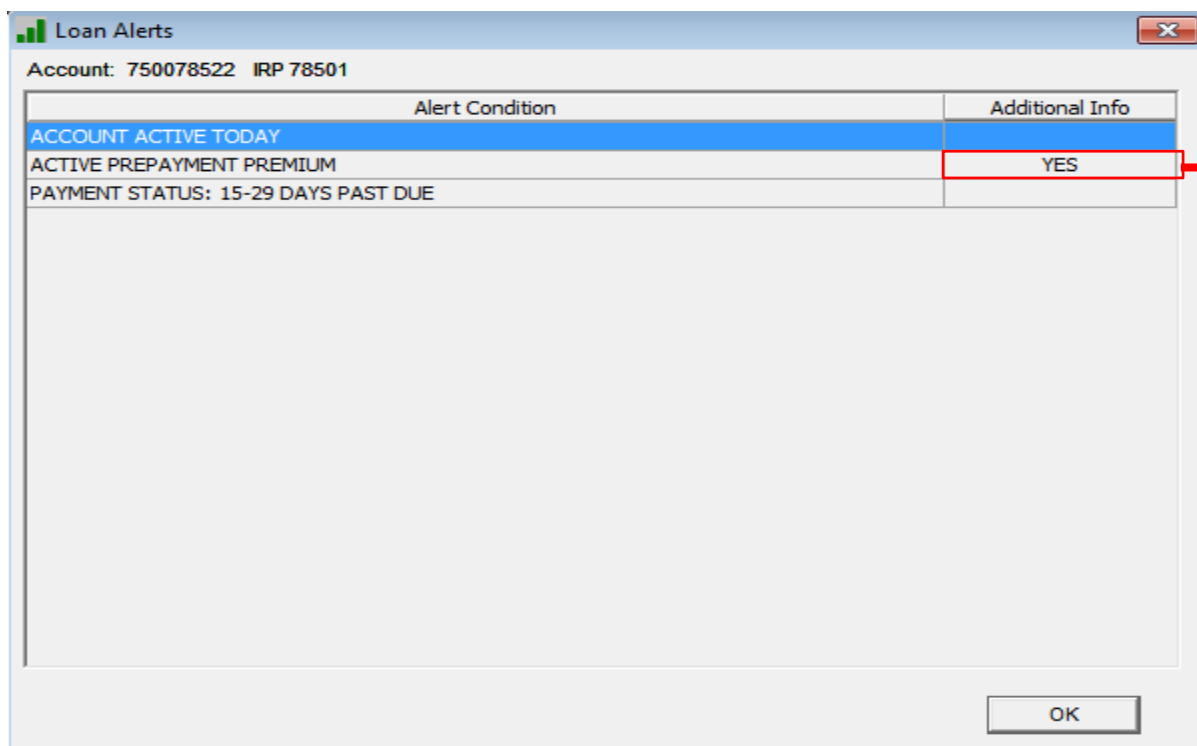 Loan Alerts
Account: 750078522 IRP 78501
Alert Condition Additional Info
ACCOUNT ACTIVE TODAY
ACTIVE PREPAYMENT PREMIUM YES
PAYMENT STATUS: 15-29 DAYS PAST DUE
OK